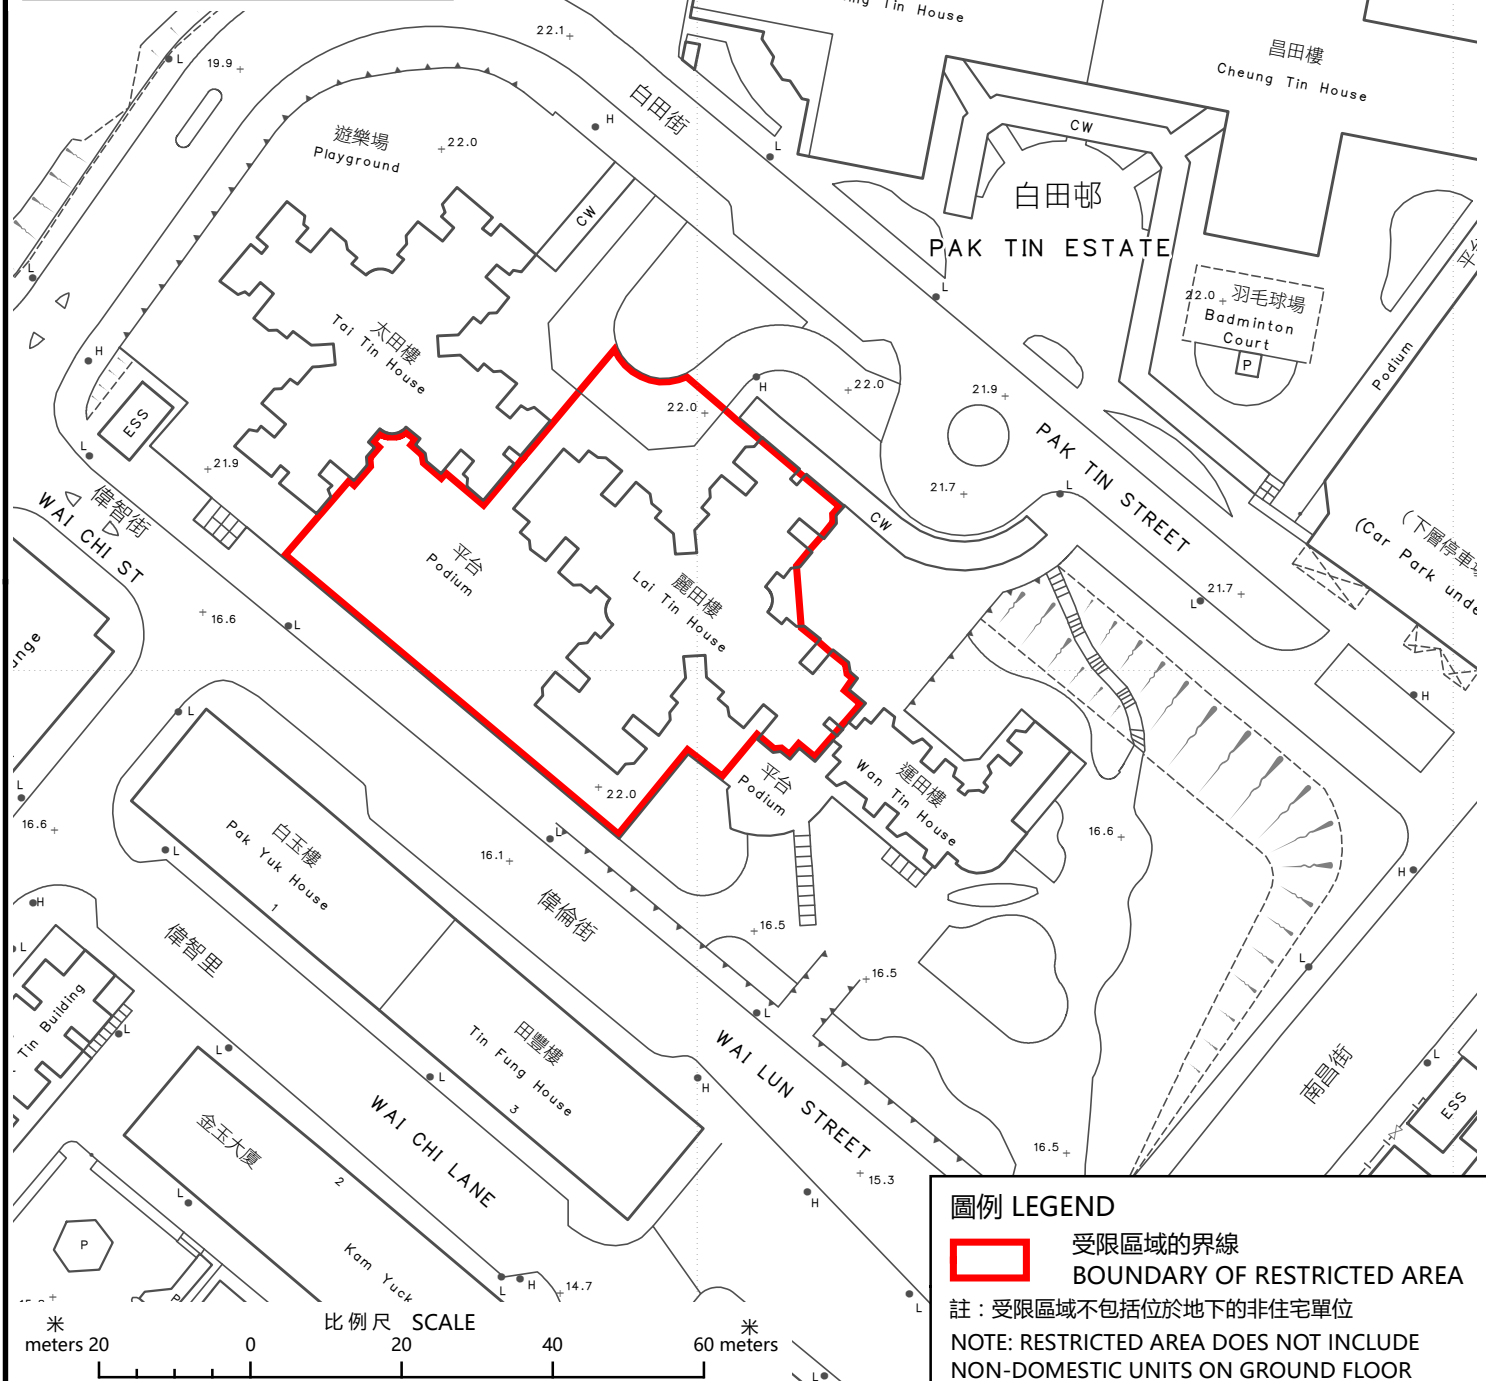 ng Tin House
昌田樓
Cheung Tin House
22.1
L
19.9
白田街
H
CW
遊樂場
Playground
22.0
L
白田邨
PAK TIN ESTATE
CW
L
平台
L
L
22.0
羽毛球場
Badminton
Court
P
Podium
太田樓
Tai Tin House
H
ESS
22.0
H
22.0
21.9
PAK TIN STREET
L
21.9
L
偉智街
WAI CHI ST
21.7
L
CW
(下層停車場
(Car Park unde
平台
Podium
麗田樓
Lai Tin House
21.7
L
16.6
L
unge
H
L
22.0
平台
Podium
運田樓
Wan Tin House
L
16.6
白玉樓
Pak Yuk House
1
L
16.1
L
16.6
H
H
偉倫街
16.5
偉智里
L
16.5
L
Tin Building
L
L
田豐樓
Tin Fung House
3
L
WAI LUN STREET
L
H
南昌街
L
ESS
金玉大廈
2
WAI CHI LANE
16.5
15.3
H
L
P
Kam Yuck
L
H
14.7
L
P
L
圖例 LEGEND
受限區域的界線
BOUNDARY OF RESTRICTED AREA
註：受限區域不包括位於地下的非住宅單位
NOTE: RESTRICTED AREA DOES NOT INCLUDE
NON-DOMESTIC UNITS ON GROUND FLOOR
比例尺 SCALE
米
meters 20 0 20 40 60 meters
米